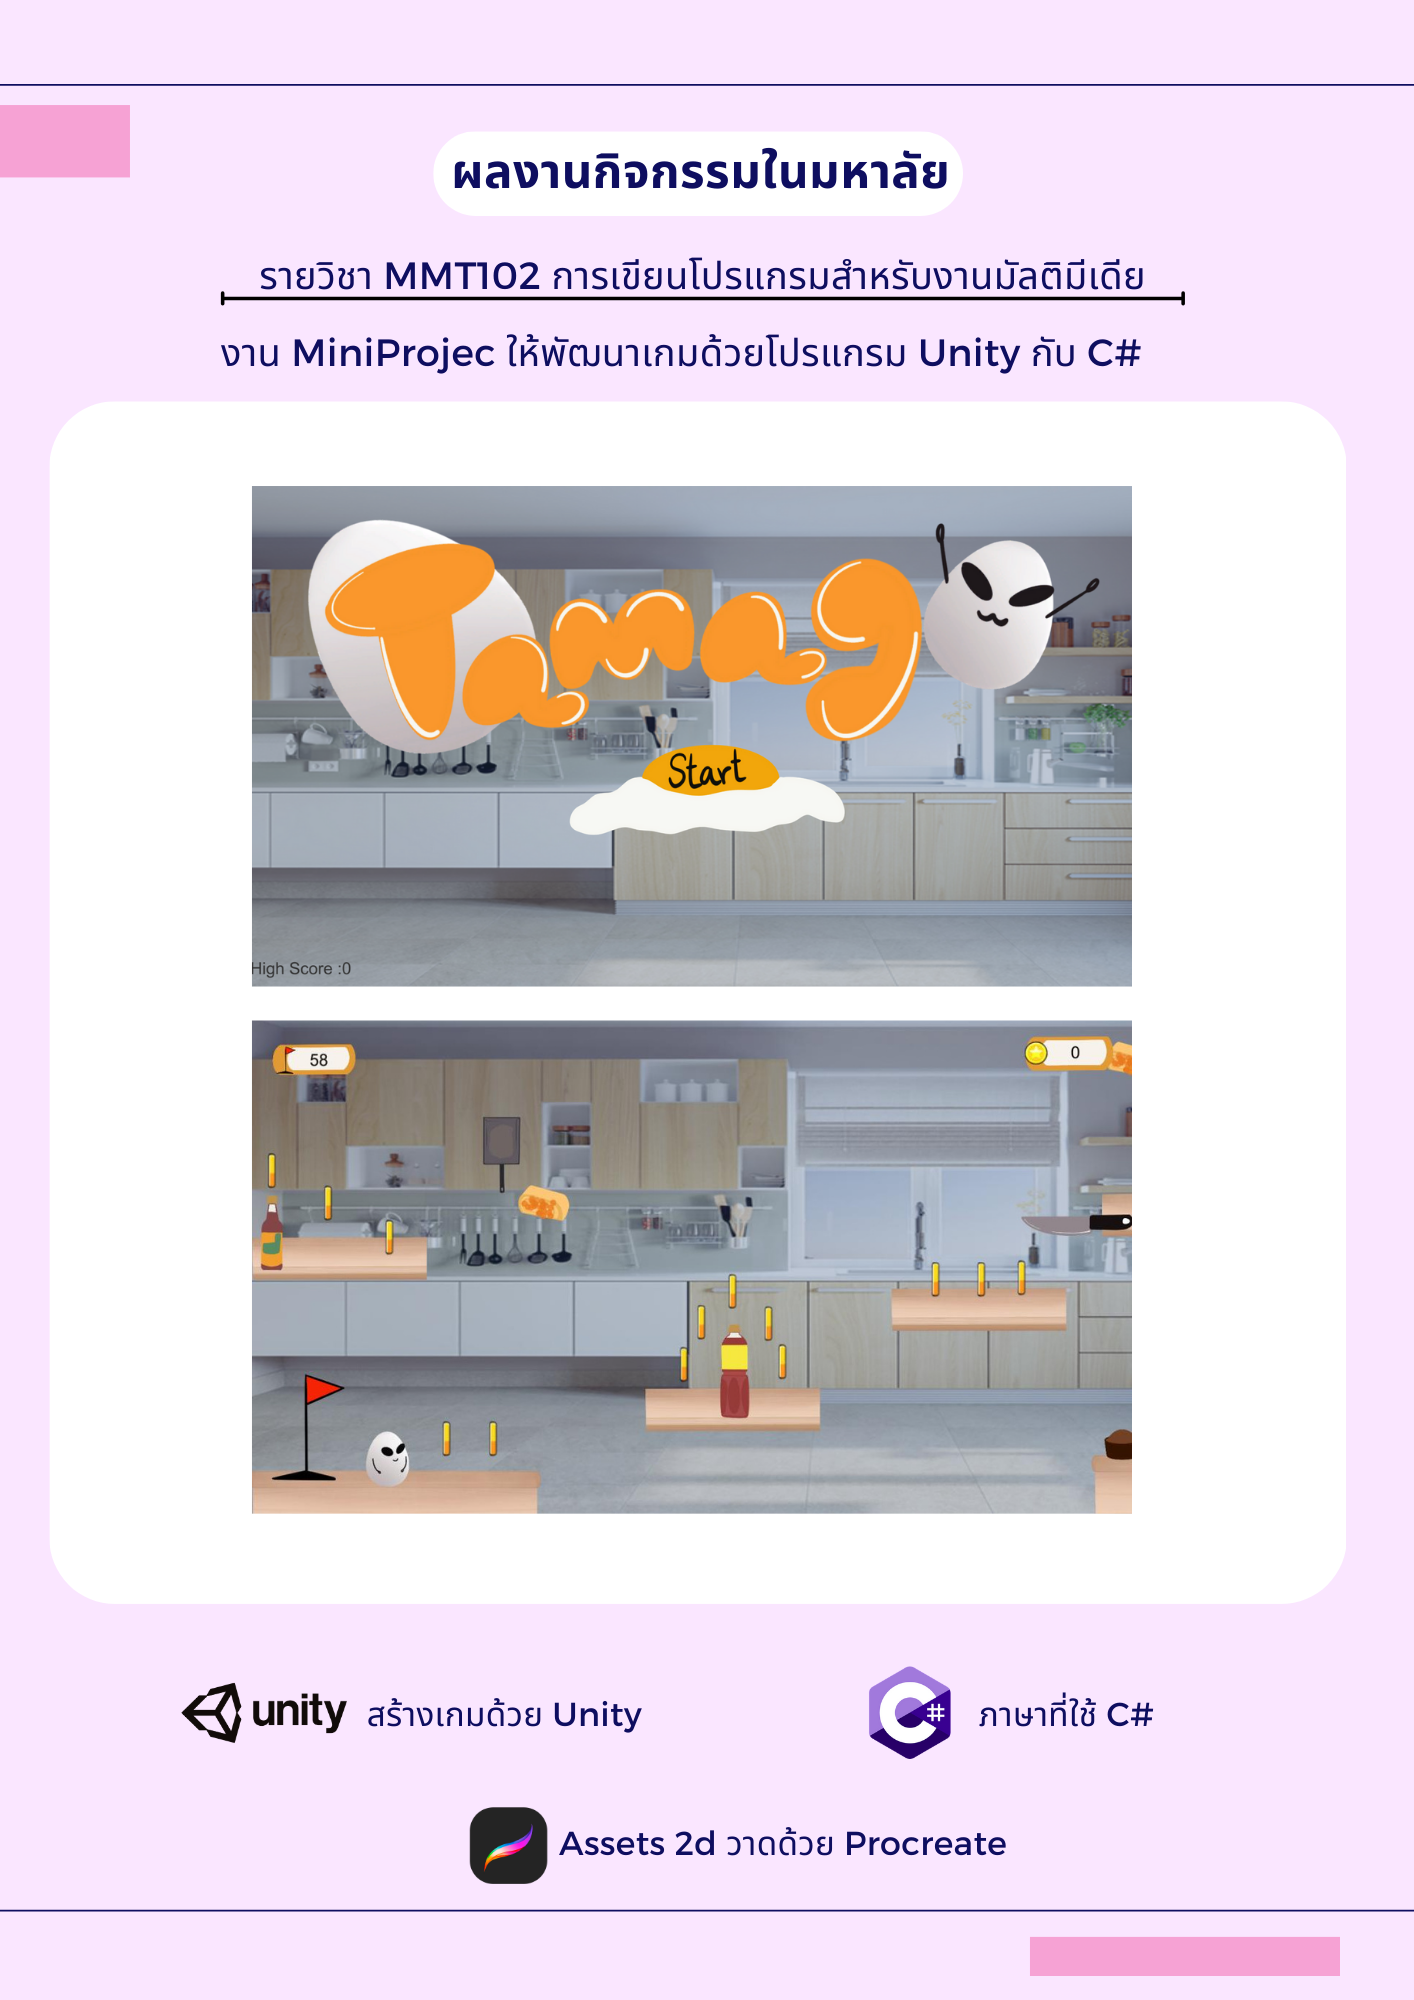 ผลงานกิจกรรมในมหาลัย
รายวิชา MMT102 การเขียนโปรแกรมสำหรับงานมัลติมีเดีย
งาน MiniProjec ให้พัฒนาเกมด้วยโปรแกรม Unity กับ C#
Tamago
Start
High Score :0
58
0
unity สร้างเกมด้วย Unity
C# ภาษาที่ใช้ C#
Assets 2d วาดด้วย Procreate